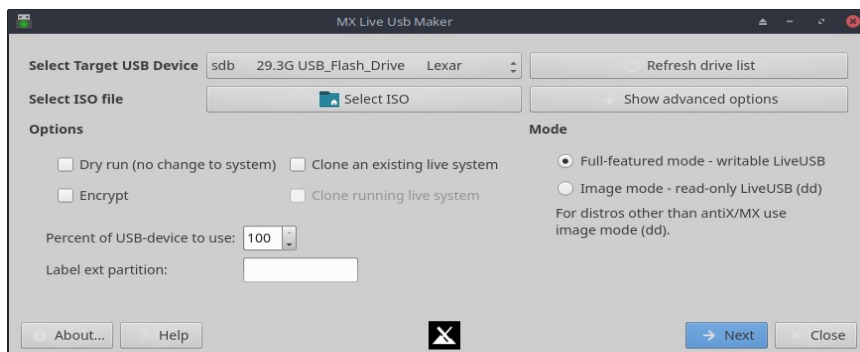 MX Live Usb Maker
Select Target USB Device sdb 29.3G USB_Flash_Drive Lexar Refresh drive list
Select ISO file Select ISO Show advanced options
Options Mode
Dry run (no change to system) Clone an existing live system Full-featured mode - writable LiveUSB
Encrypt Clone running live system Image mode - read-only LiveUSB (dd)
For distros other than antiX/MX use
image mode (dd).
Percent of USB-device to use: 100
Label ext partition:
About... Help Next Close